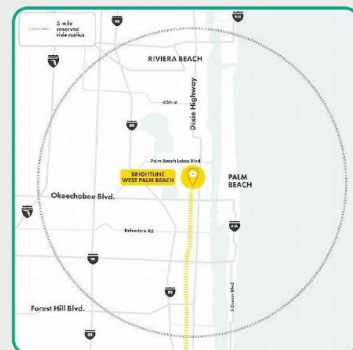 5 mile
reserved
ride radius
RIVIERA BEACH
45th st
Dixie Highway
Palm Beach Lakes Blvd
BRIGHTLINE
WEST PALM BEACH
PALM
BEACH
Okeechobee Blvd.
Belvedere Rd
S Ocean Blvd
Forest Hill Blvd.